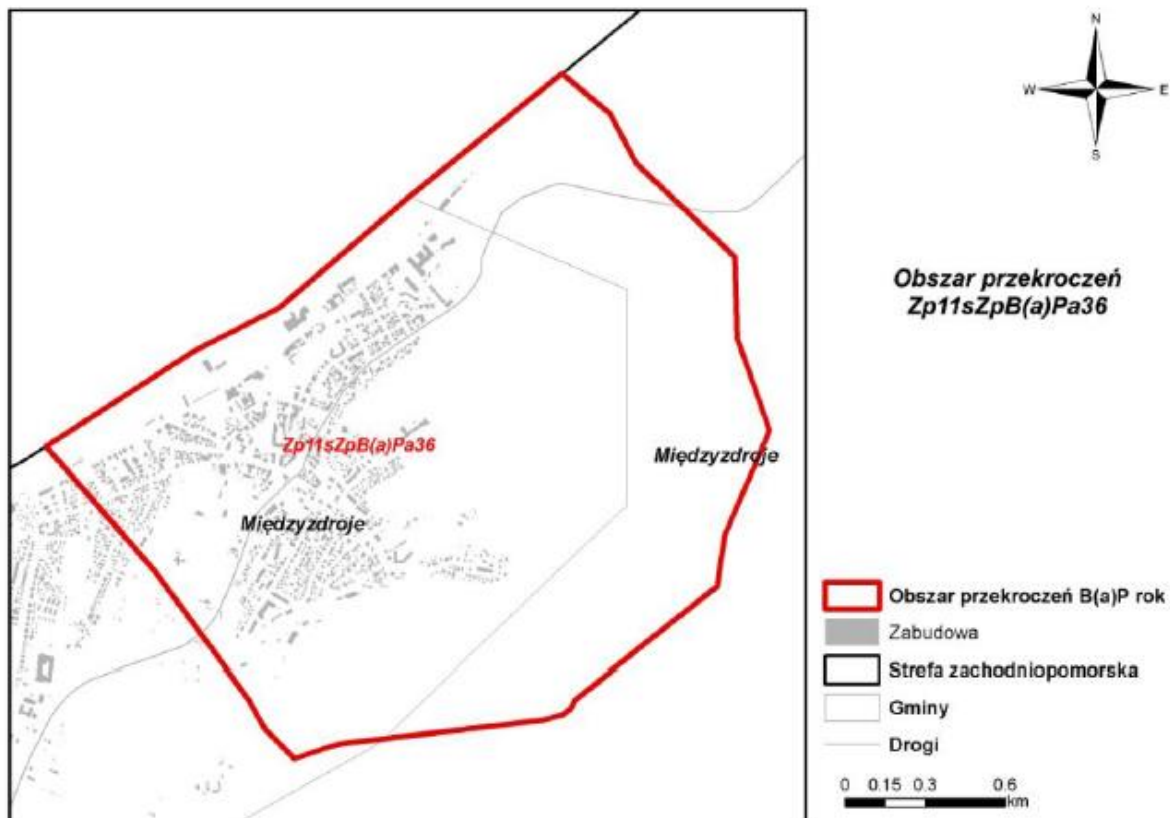 N
W E
S
Obszar przekroczeń
Zp11sZpB(a)Pa36
Zp11sZpB(a)Pa36
Międzyzdroje
Międzyzdroje
Obszar przekroczeń B(a)P rok
Zabudowa
Strefa zachodniopomorska
Gminy
Drogi
0 0.15 0.3 0.6
km